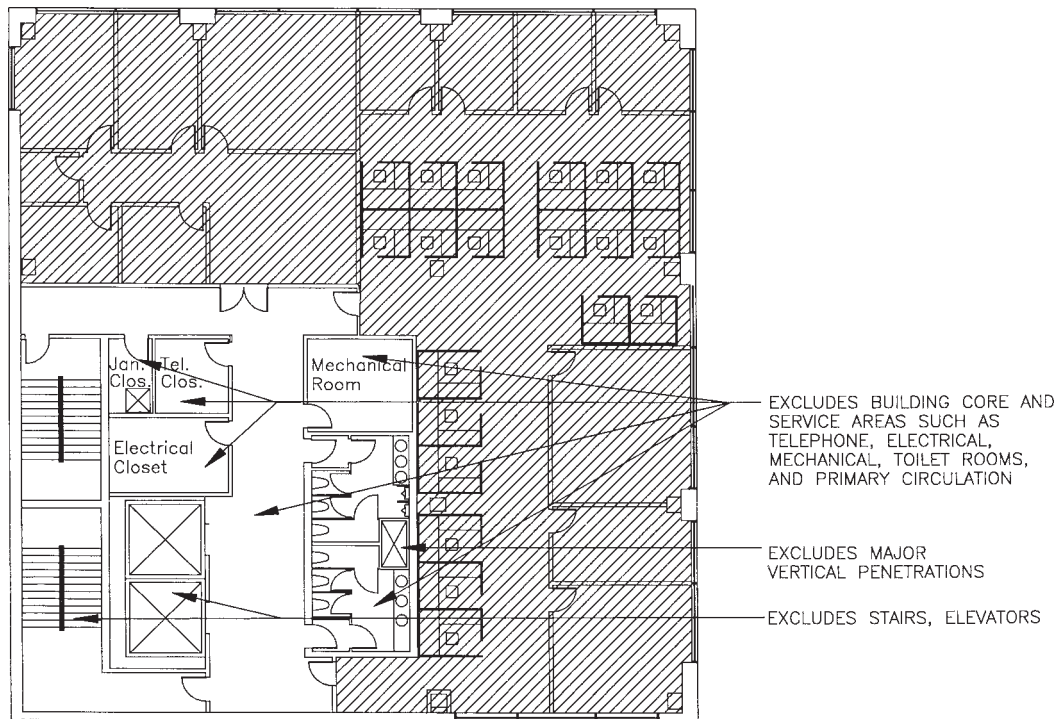 Jan.
Clos.
Tel.
Clos.
Mechanical
Room
Electrical
Closet
EXCLUDES BUILDING CORE AND
SERVICE AREAS SUCH AS
TELEPHONE, ELECTRICAL,
MECHANICAL, TOILET ROOMS,
AND PRIMARY CIRCULATION
EXCLUDES MAJOR
VERTICAL PENETRATIONS
EXCLUDES STAIRS, ELEVATORS